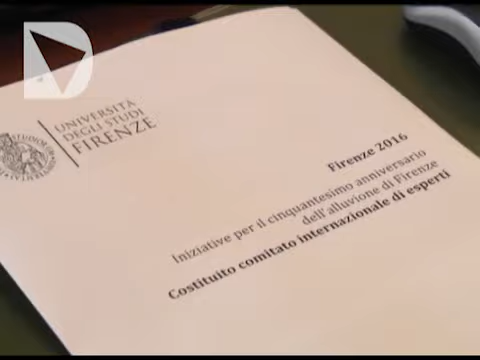 UNIVERSITÀ
DEGLI STUDI
FIRENZE
Firenze 2016
Iniziative per il cinquantesimo anniversario
dell'alluvione di Firenze
Costituito comitato internazionale di esperti